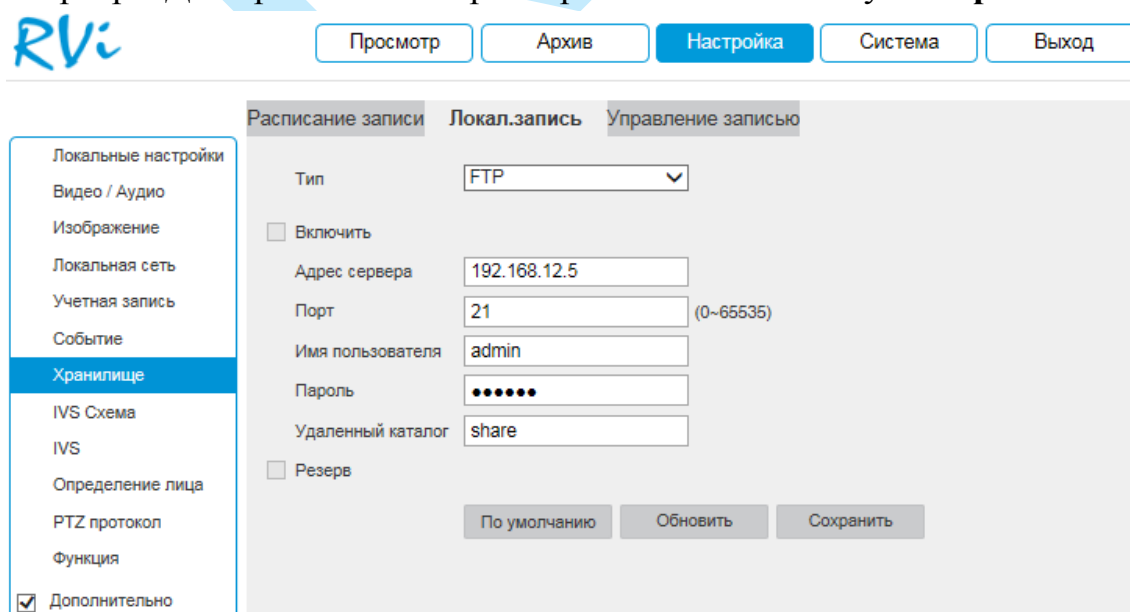 RVi
Просмотр Архив Настройка Система Выход
Расписание записи Локал.запись Управление записью
Локальные настройки
Видео / Аудио
Изображение
Локальная сеть
Учетная запись
Событие
Хранилище
IVS Схема
IVS
Определение лица
PTZ протокол
Функция
Дополнительно
Тип FTP
Включить
Адрес сервера 192.168.12.5
Порт 21 (0~65535)
Имя пользователя admin
Пароль ••••••
Удаленный каталог share
Резерв
По умолчанию Обновить Сохранить